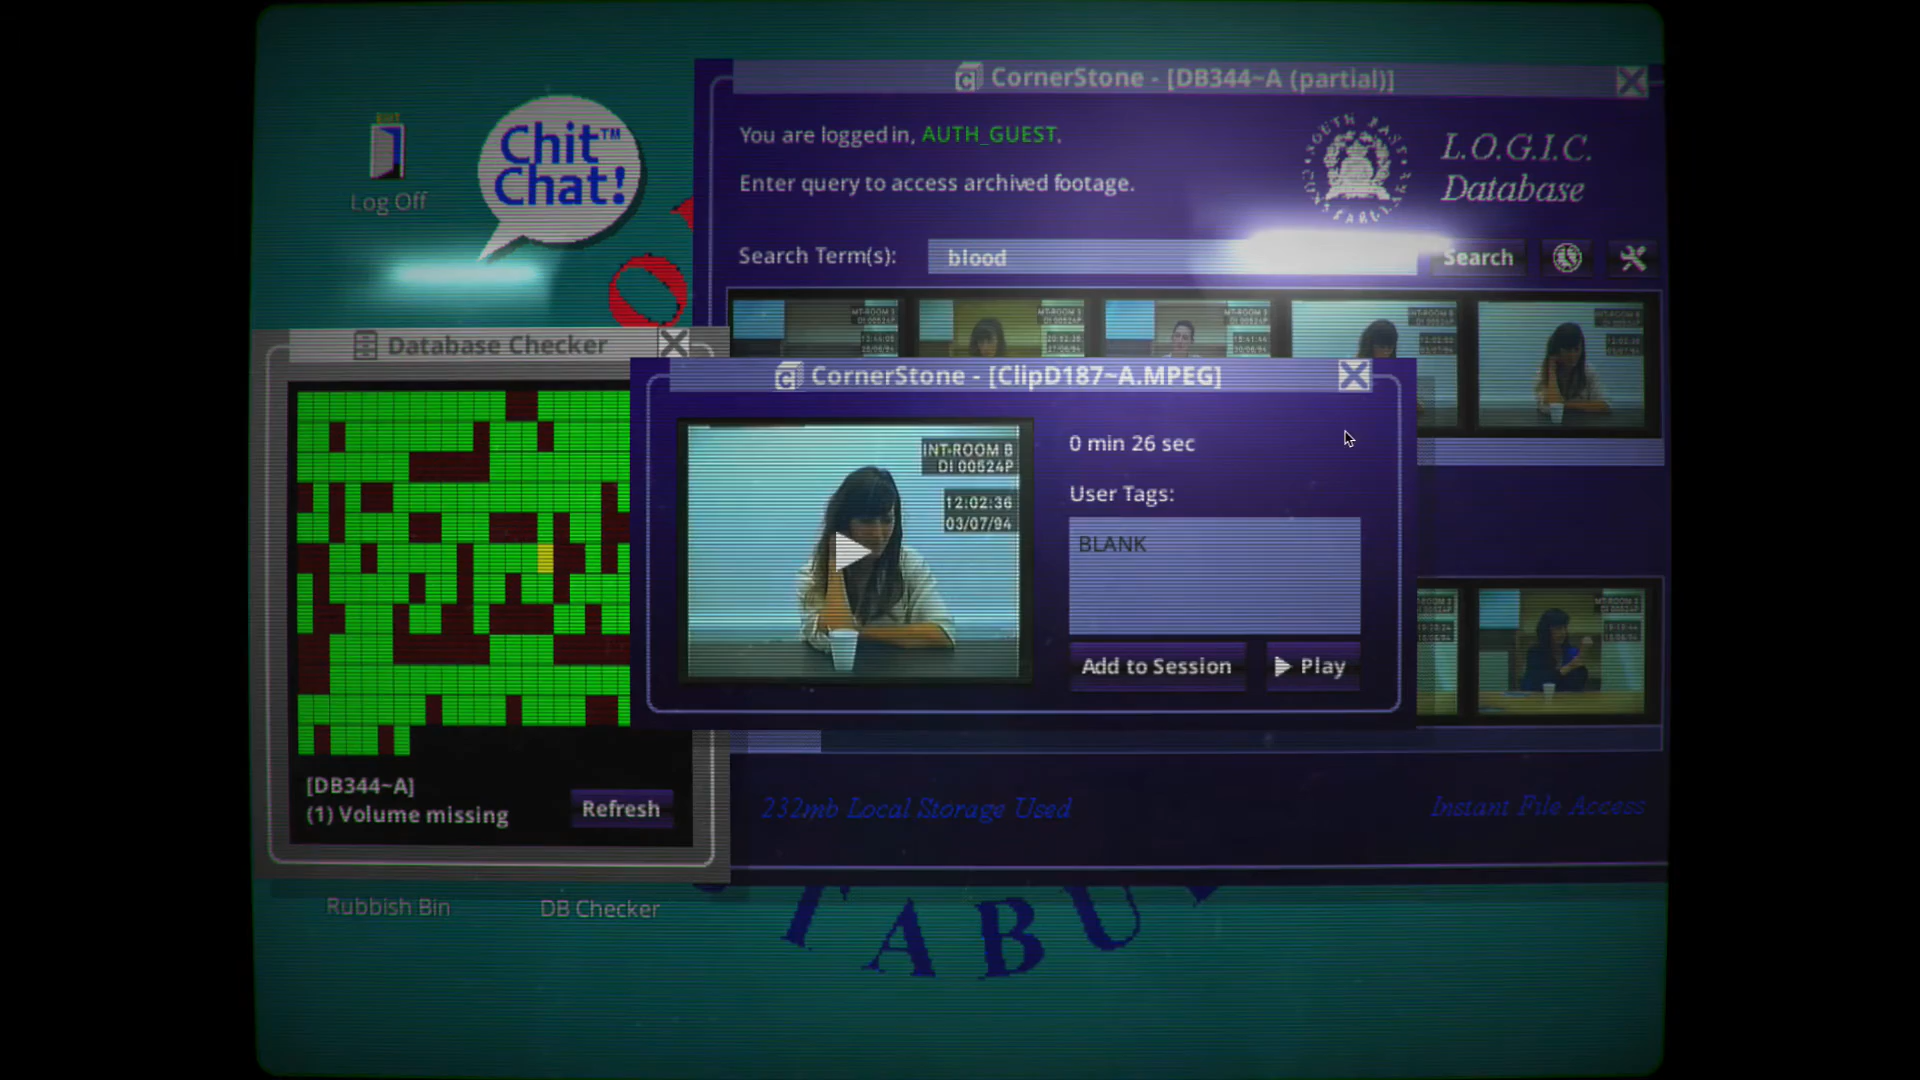 CornerStone - [DB344~A (partial)]
You are logged in, AUTH_GUEST.
Enter query to access archived footage.
L.O.G.I.C.
Database
SOUTH EAST
Chit™
Chat!
Log Off
Search Term(s):
blood
Search
Database Checker
CornerStone - [ClipD187~A.MPEG]
INT-ROOM B
DI 00524P
12:02:36
03/07/94
0 min 26 sec
User Tags:
BLANK
Add to Session
Play
[DB344~A]
(1) Volume missing
Refresh
232mb Local Storage Used
Instant File Access
Rubbish Bin
DB Checker
TABU